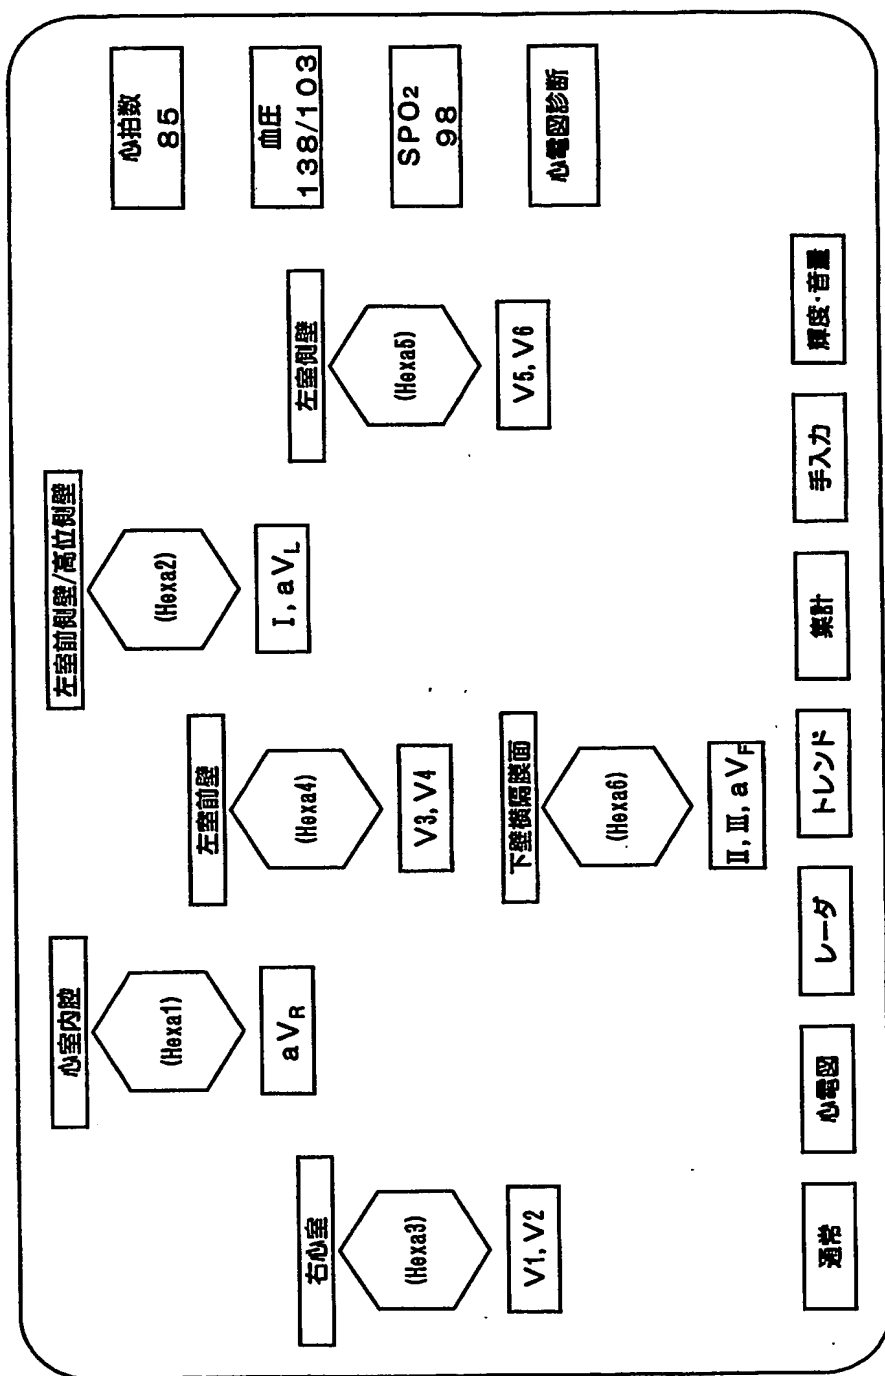 心室内腔
(Hexa1)
aVR
左室前側壁/高位側壁
(Hexa2)
I, aVL
心拍数
85
右心室
(Hexa3)
V1, V2
左室前壁
(Hexa4)
V3, V4
左室側壁
(Hexa5)
V5, V6
血圧
138/103
SPO2
98
下壁横隔膜面
(Hexa6)
II, III, aVF
心電図診断
通常
心電図
レーダ
トレンド
集計
手入力
輝度・音量